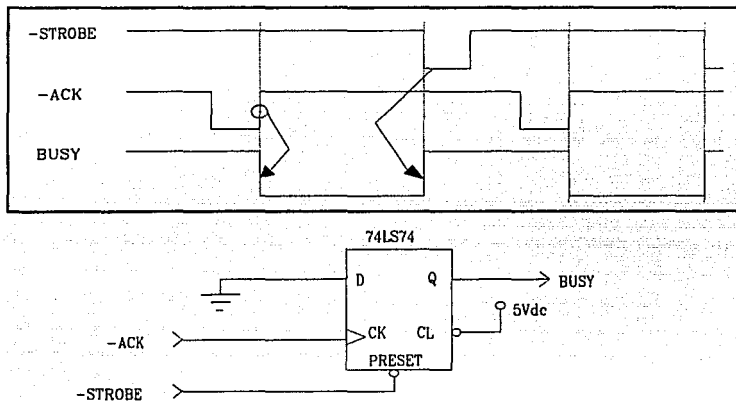 -STROBE
-ACK
BUSY
74LS74
D Q
BUSY
5Vdc
-ACK
CK CL
PRESET
-STROBE